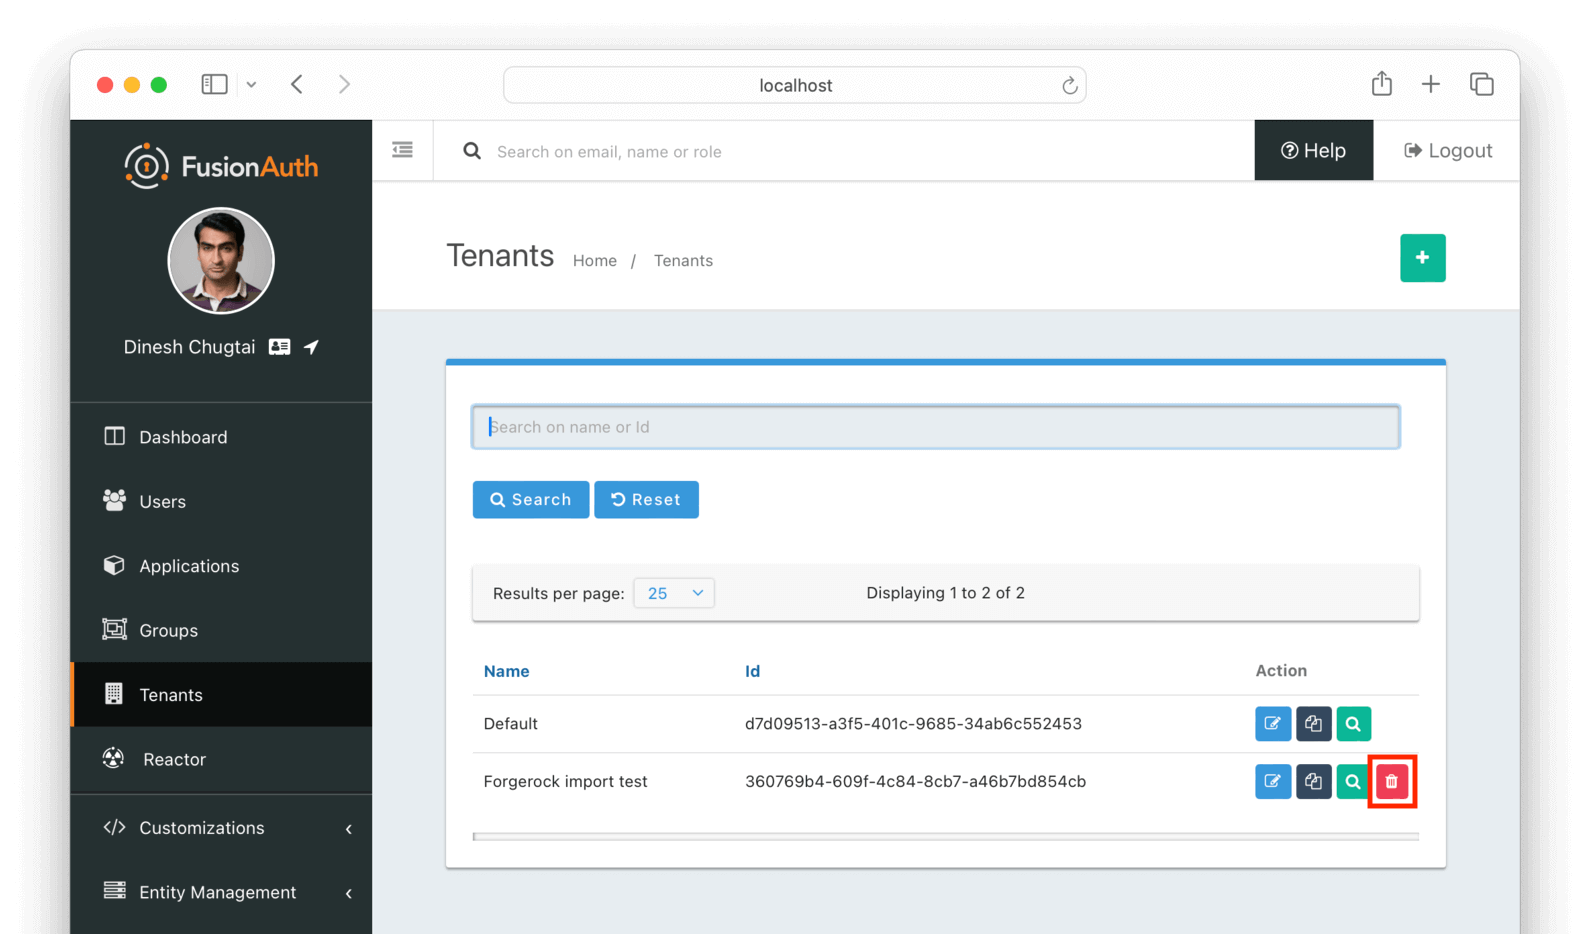 localhost
FusionAuth
Search on email, name or role
Help
Logout
Dinesh Chugtai
Tenants
Home / Tenants
+
Dashboard
Users
Applications
Groups
Tenants
Reactor
Customizations
Entity Management
Search on name or Id
Search
Reset
Results per page: 25
Displaying 1 to 2 of 2
Name Id Action
Default d7d09513-a3f5-401c-9685-34ab6c552453
Forgerock import test 360769b4-609f-4c84-8cb7-a46b7bd854cb